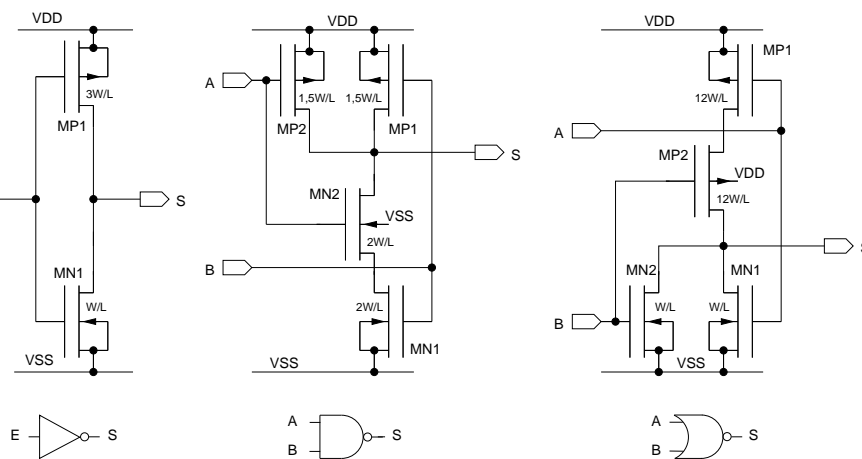 VDD
3W/L
MP1
S
MN1
W/L
VSS
E
S
VDD
A
1,5W/L
1,5W/L
MP2
MP1
S
MN2
VSS
2W/L
B
2W/L
MN1
VSS
A
B
S
VDD
MP1
12W/L
A
MP2
VDD
12W/L
MN2
MN1
W/L
W/L
B
VSS
A
B
S